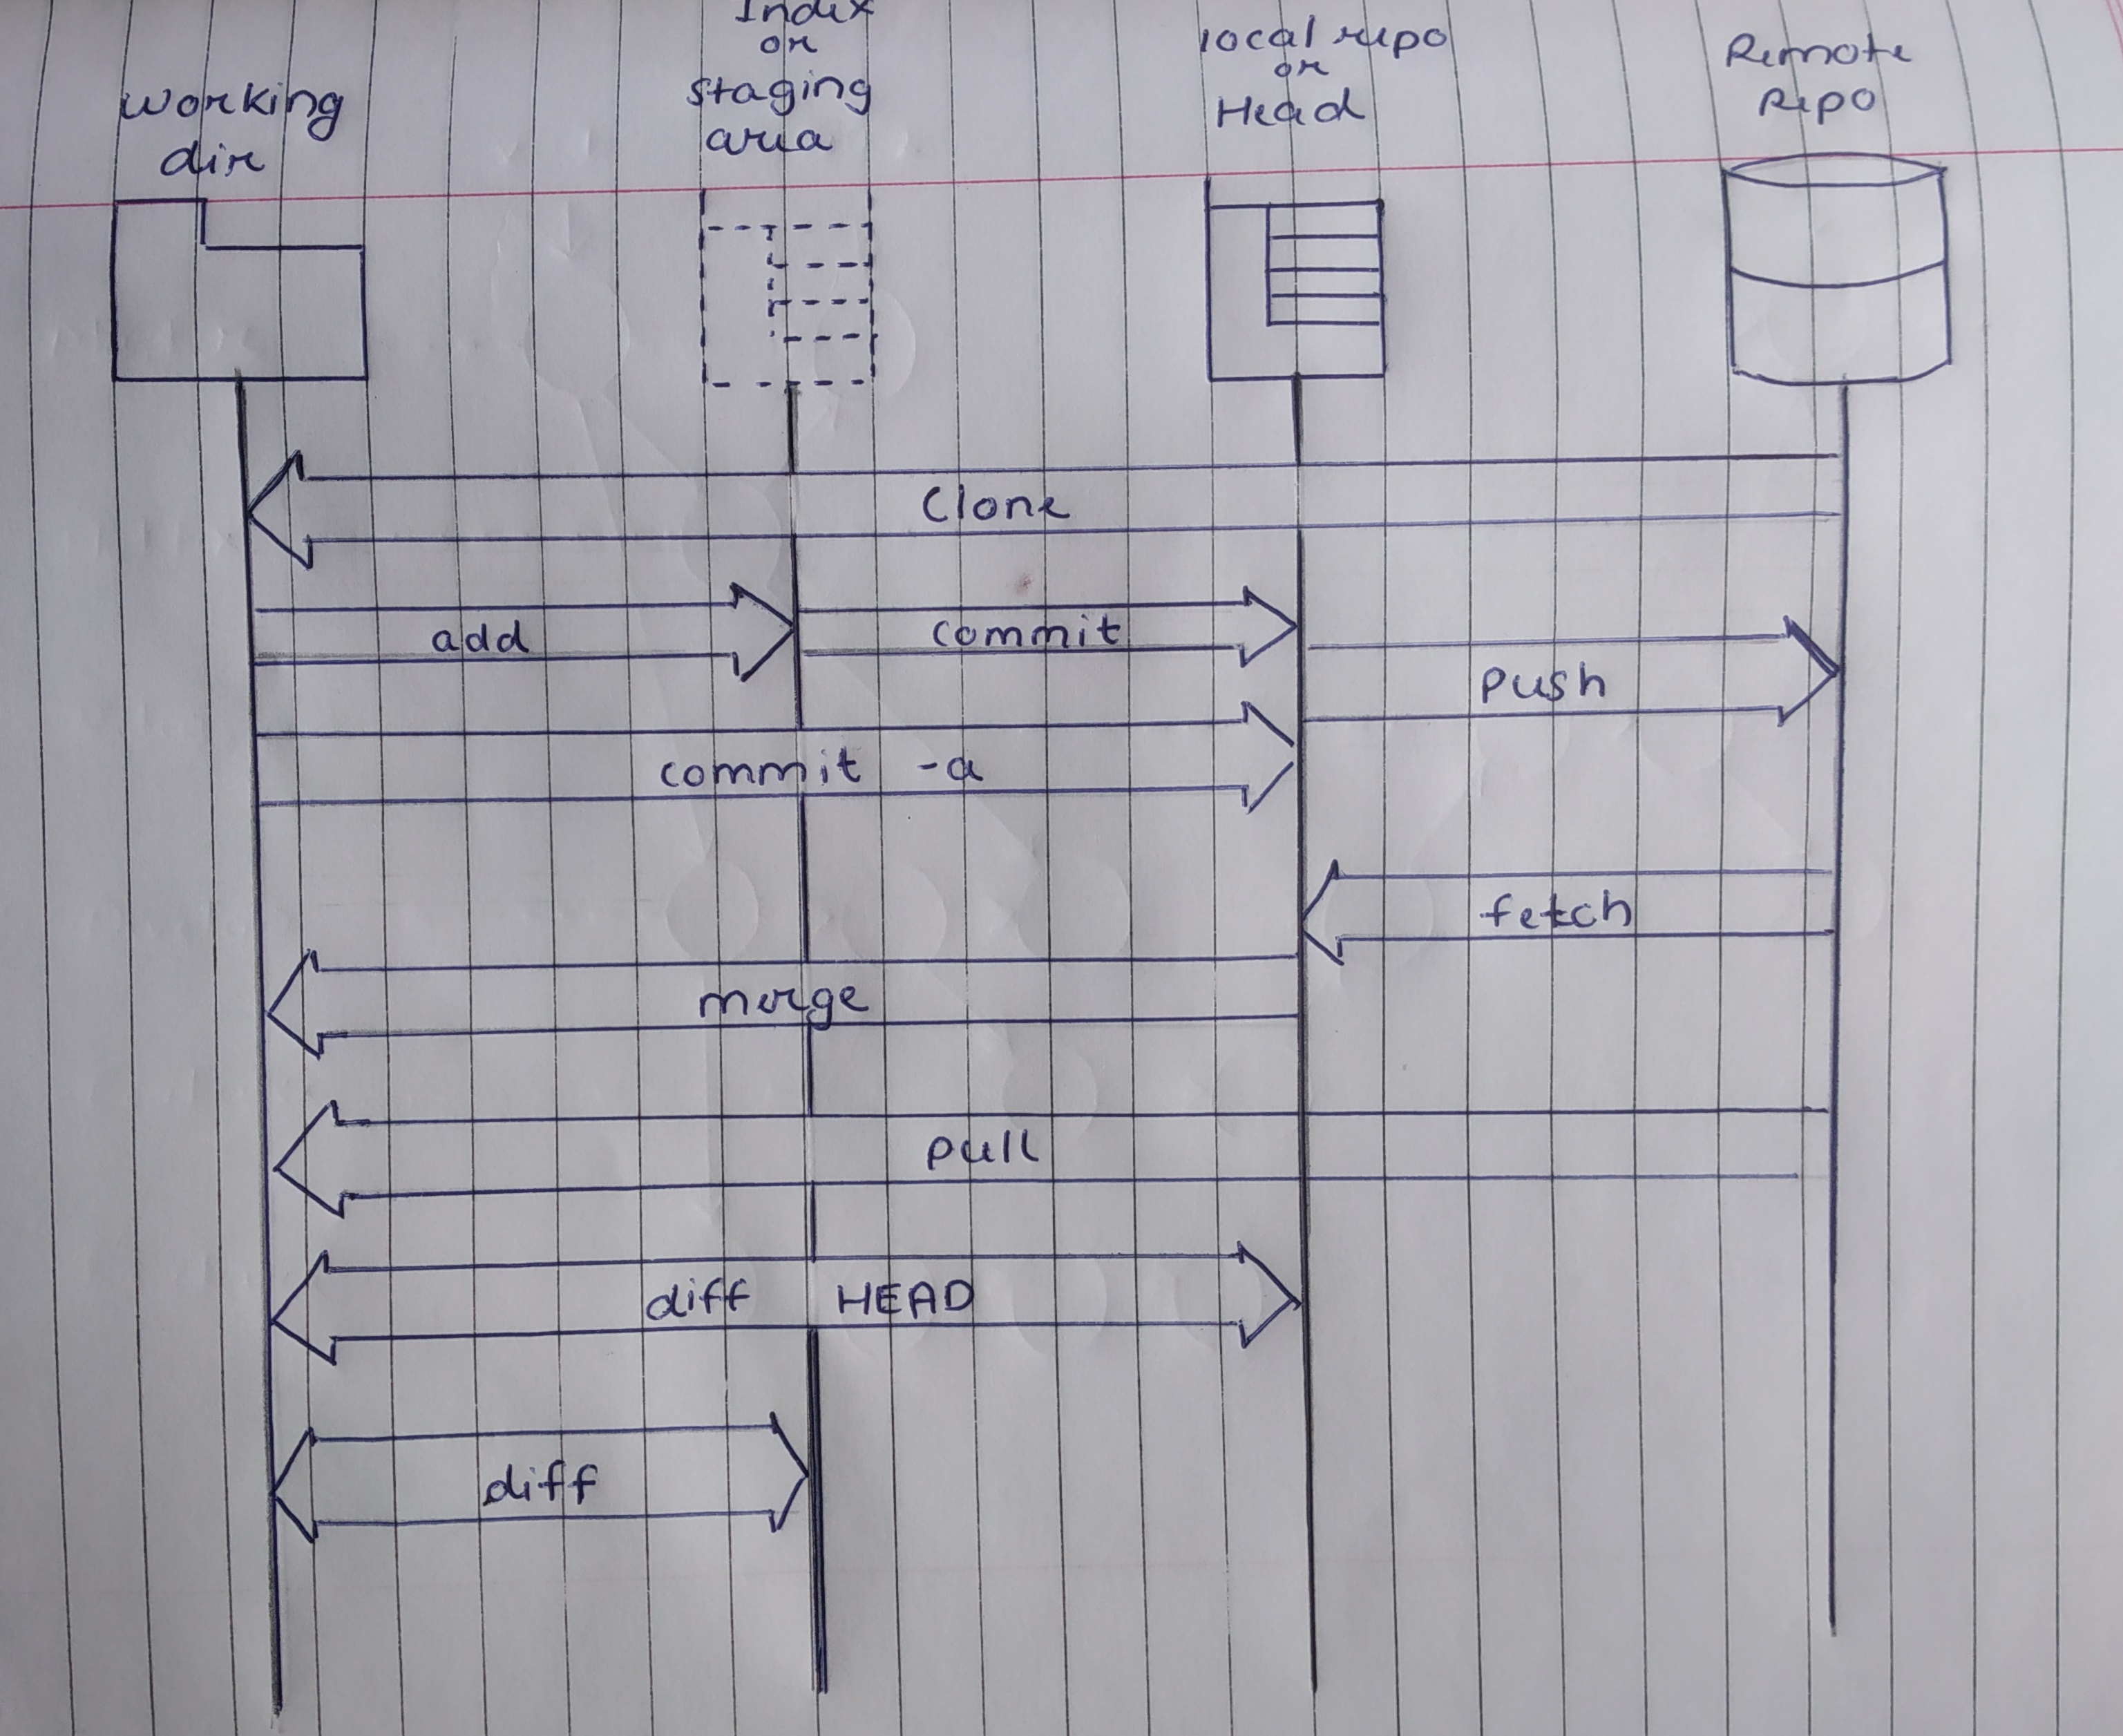 working
dir
Index
or
staging
area
local repo
or
Head
Remote
Repo
Clone
add
commit
push
commit -a
fetch
merge
pull
diff HEAD
diff